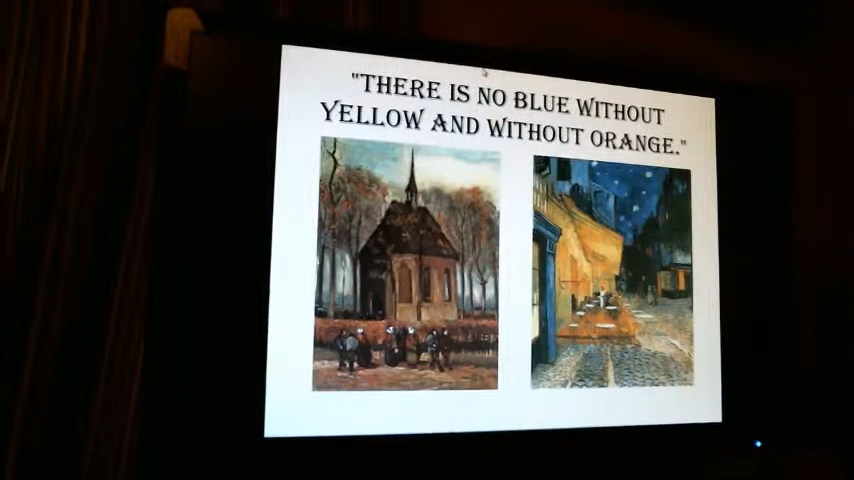 "THERE IS NO BLUE WITHOUT
YELLOW AND WITHOUT ORANGE."